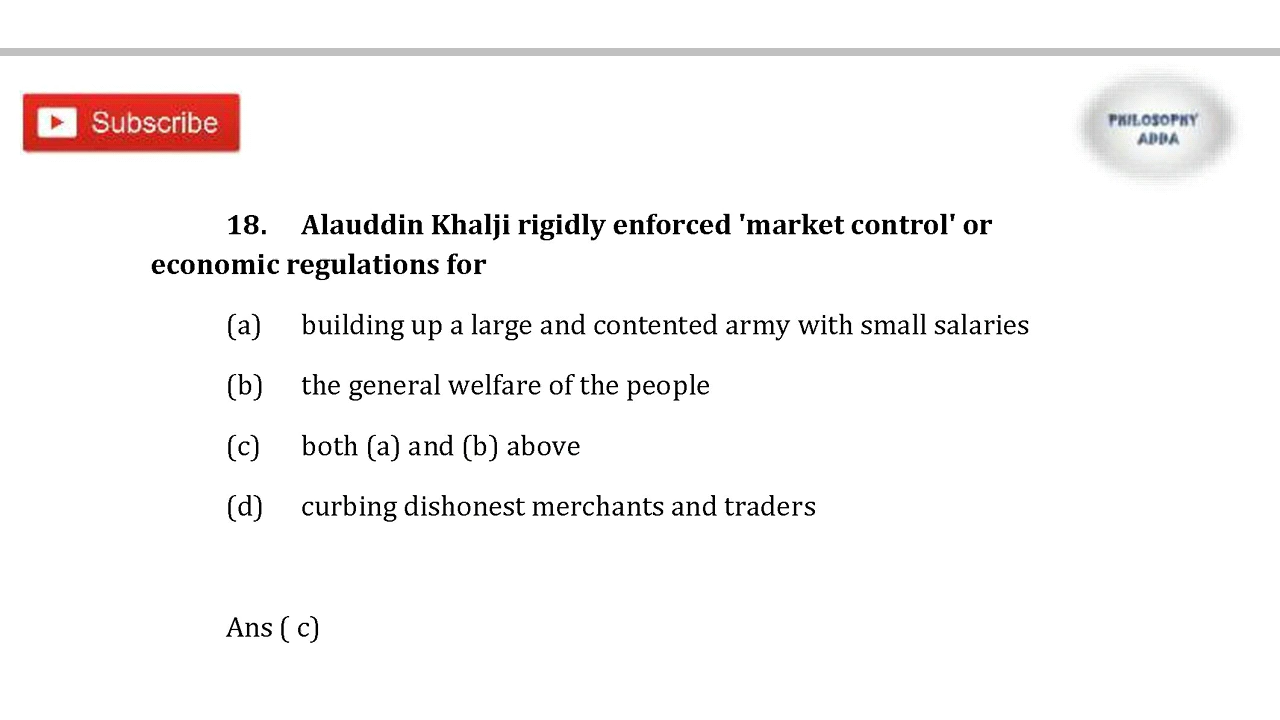 Subscribe
PHILOSOPHY
ADDA
18. Alauddin Khalji rigidly enforced 'market control' or
economic regulations for
(a) building up a large and contented army with small salaries
(b) the general welfare of the people
(c) both (a) and (b) above
(d) curbing dishonest merchants and traders
Ans ( c)